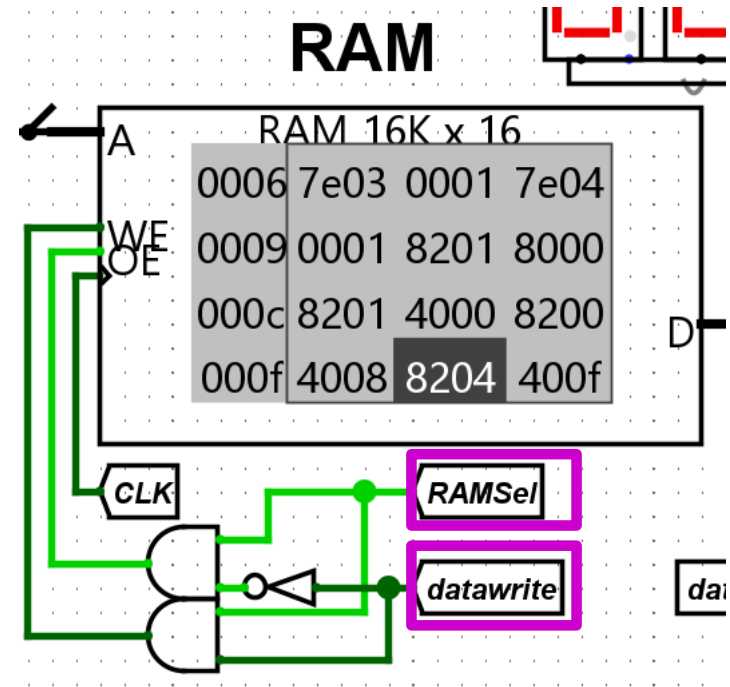 RAM
A
RAM 16K x 16
0006 7e03 0001 7e04
WE
0009 0001 8201 8000
OE
000c 8201 4000 8200
D
000f 4008 8204 400f
CLK
RAMSel
datawrite